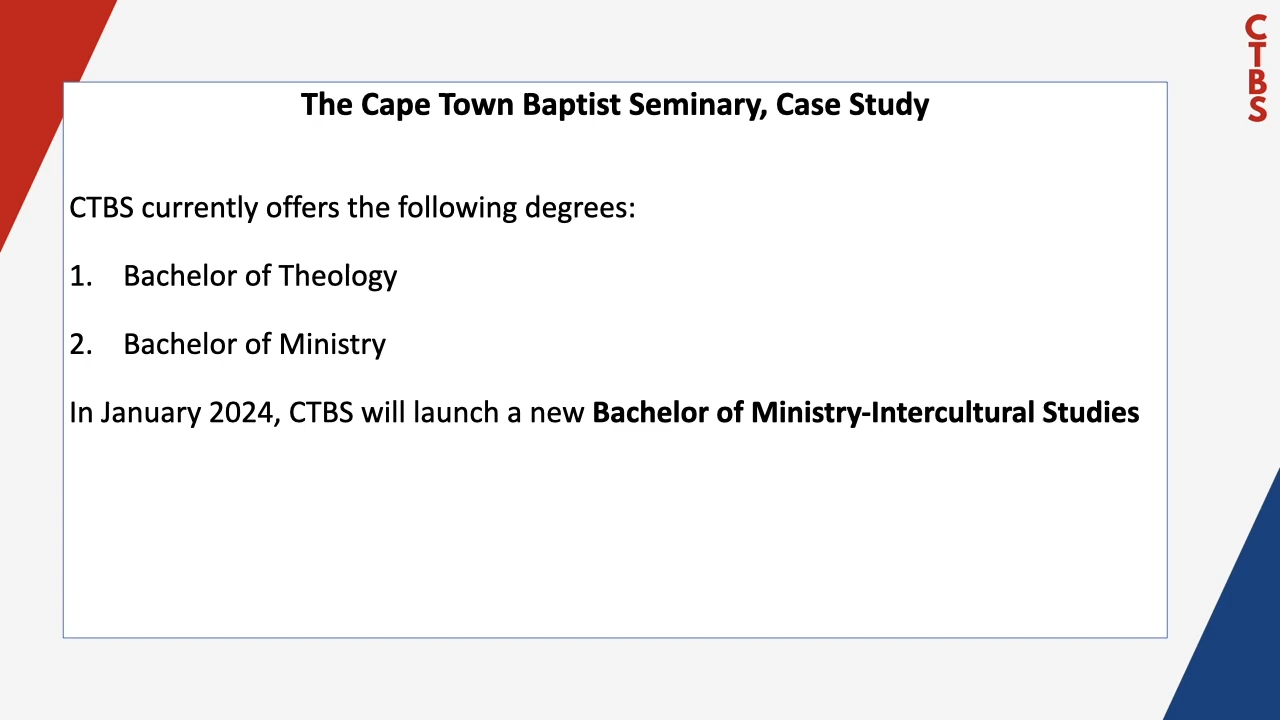 The Cape Town Baptist Seminary, Case Study
CTBS currently offers the following degrees:
1. Bachelor of Theology
2. Bachelor of Ministry
In January 2024, CTBS will launch a new Bachelor of Ministry-Intercultural Studies
C
T
B
S